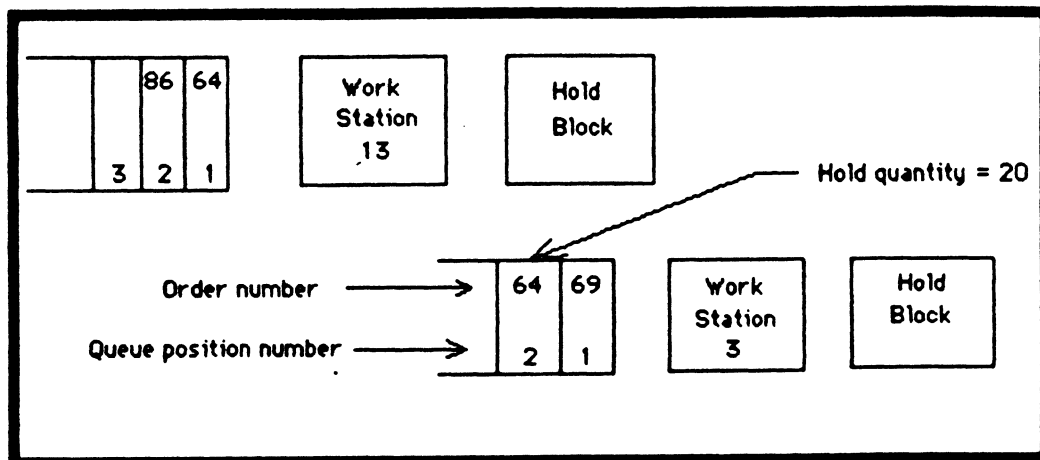 86 64
3 2 1
Work
Station
13
Hold
Block
Hold quantity = 20
Order number
Queue position number
64 69
2 1
Work
Station
3
Hold
Block